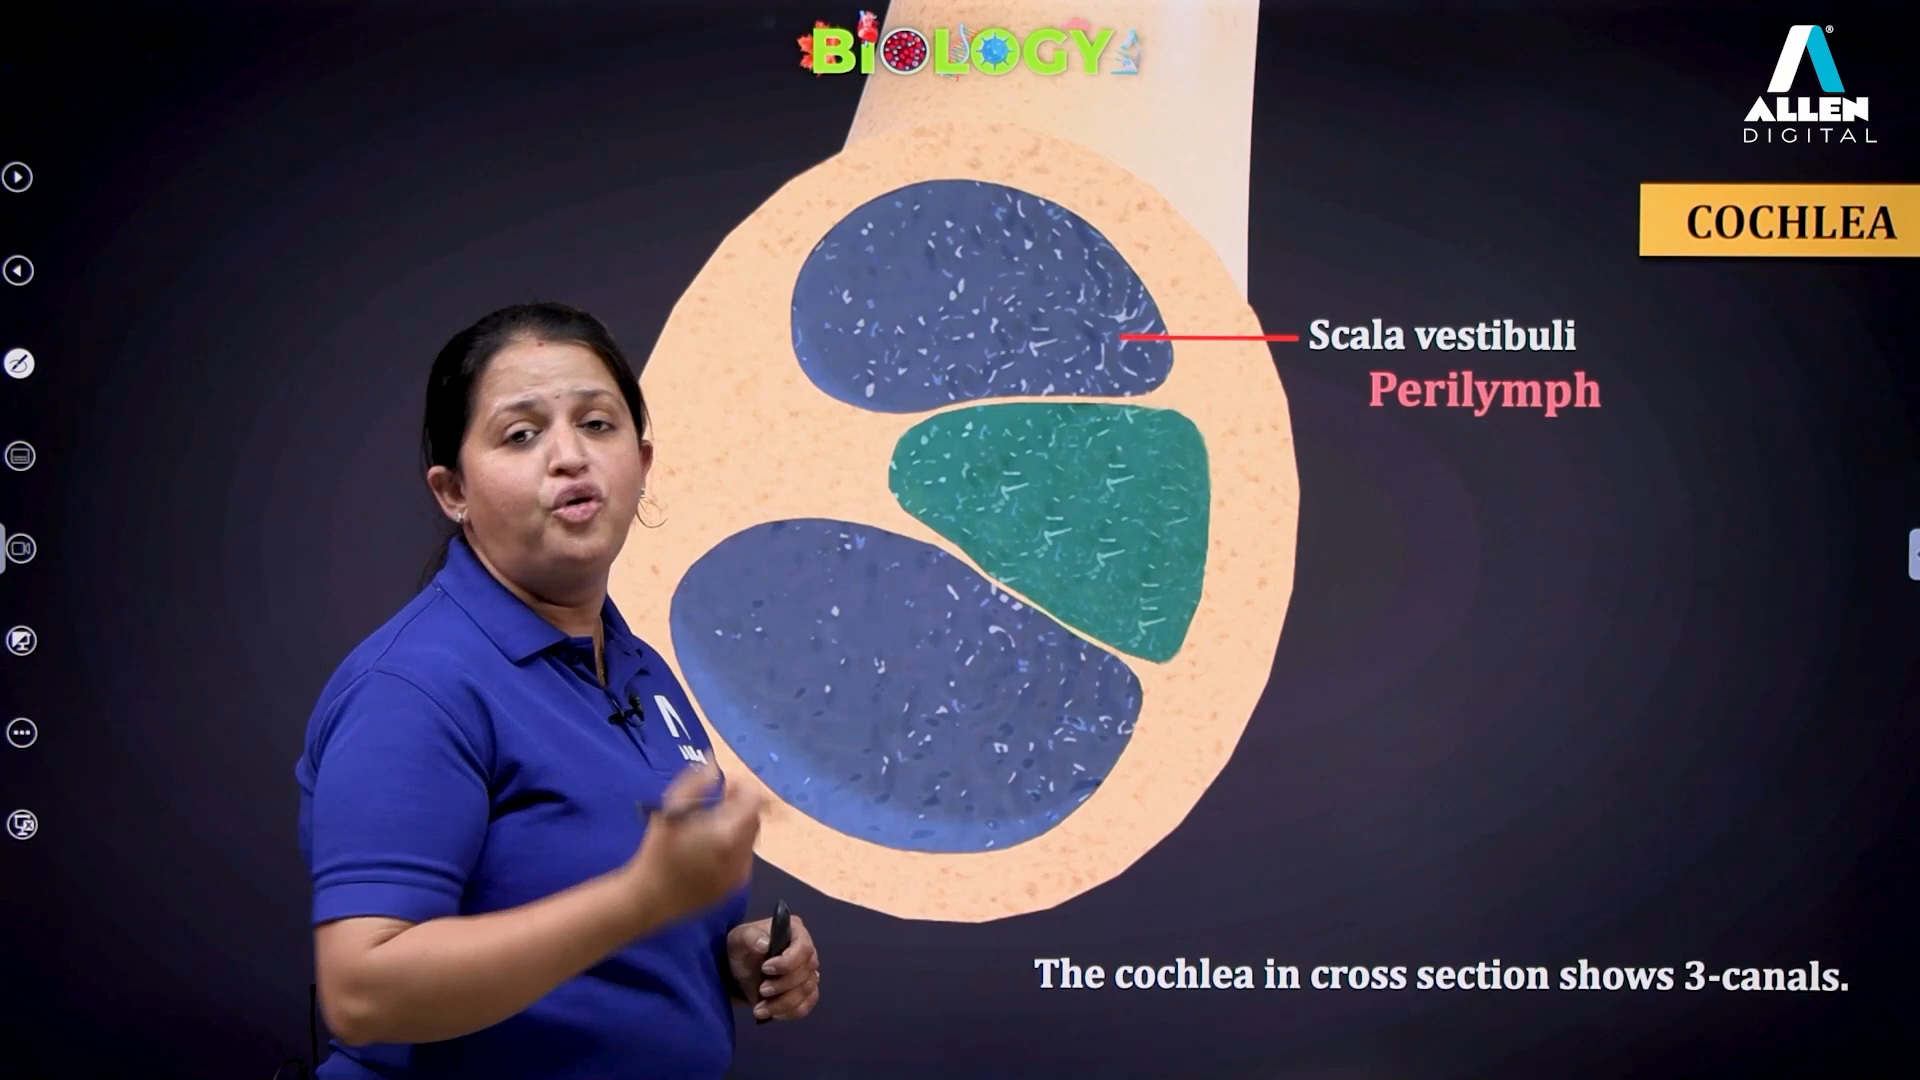 BiOLOGY
ALLEN
DIGITAL
COCHLEA
Scala vestibuli
Perilymph
The cochlea in cross section shows 3-canals.